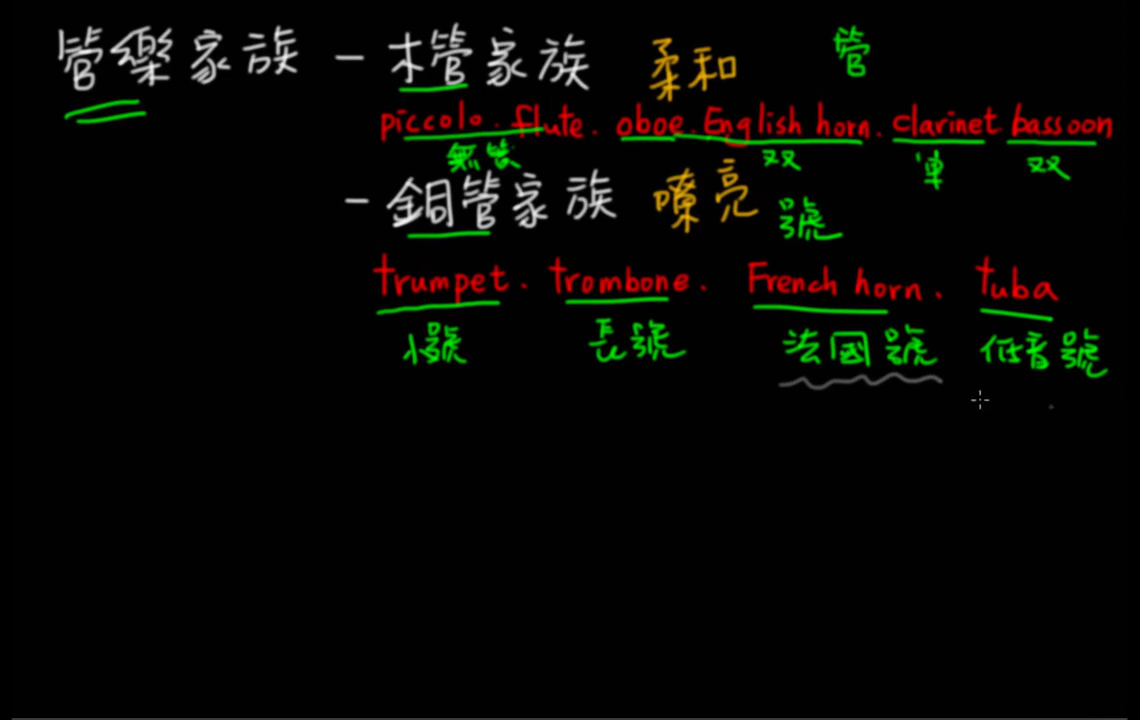 管樂家族 - 木管家族 柔和 管
piccolo. flute. oboe. English horn. clarinet bassoon
無簧 双 單 双
- 銅管家族 嘹亮 號
trumpet. trombone. French horn. tuba
小號 長號 法國號 低音號